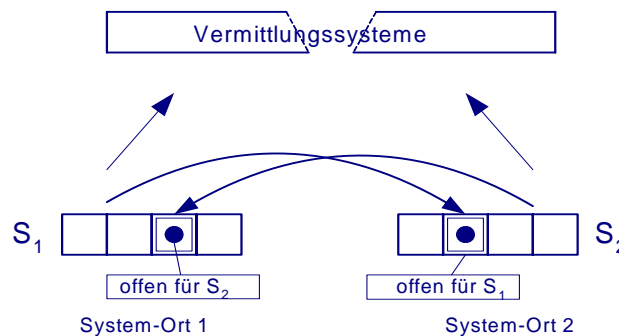 Vermittlungssysteme
S₁
S₂
offen für S₂
offen für S₁
System-Ort 1
System-Ort 2